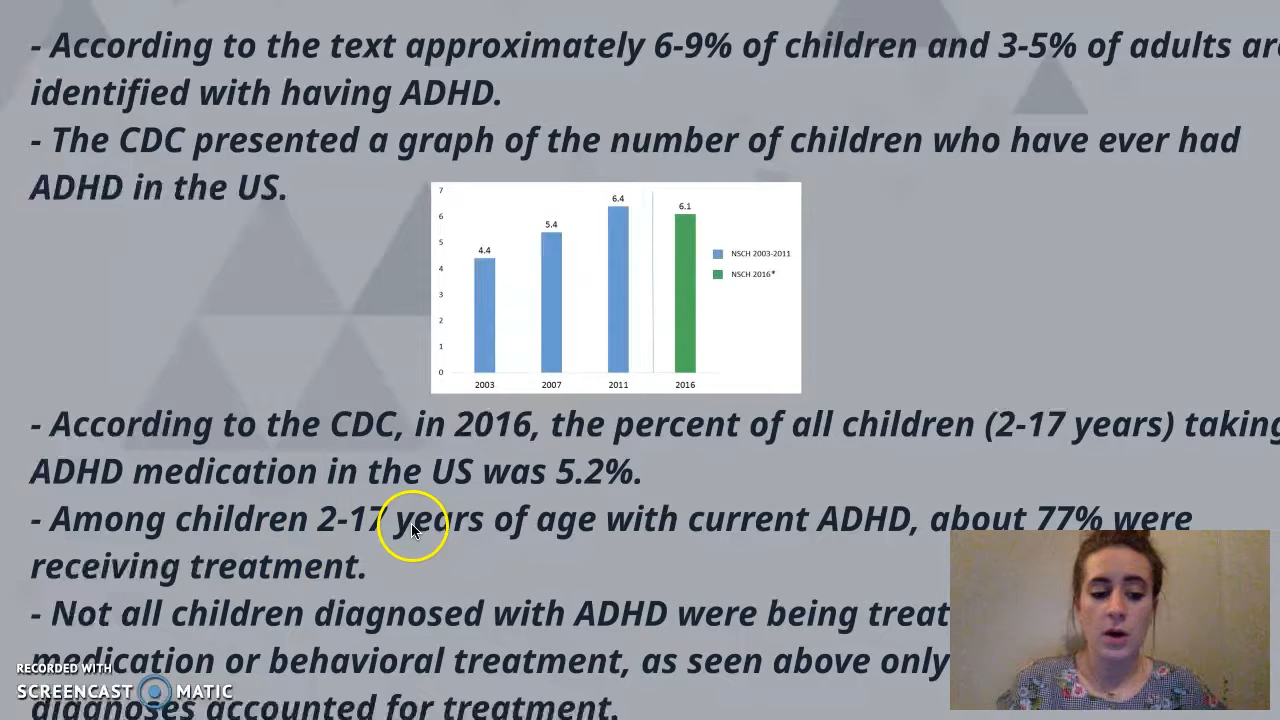 - According to the text approximately 6-9% of children and 3-5% of adults are
identified with having ADHD.
- The CDC presented a graph of the number of children who have ever had
ADHD in the US.
7
6
5
4
3
2
1
0
4.4
5.4
6.4
6.1
2003
2007
2011
2016
NSCH 2003-2011
NSCH 2016*
- According to the CDC, in 2016, the percent of all children (2-17 years) taking
ADHD medication in the US was 5.2%.
- Among children 2-17 years of age with current ADHD, about 77% were
receiving treatment.
- Not all children diagnosed with ADHD were being treat
medication or behavioral treatment, as seen above only
diagnoses accounted for treatment.
RECORDED WITH
SCREENCAST MATIC